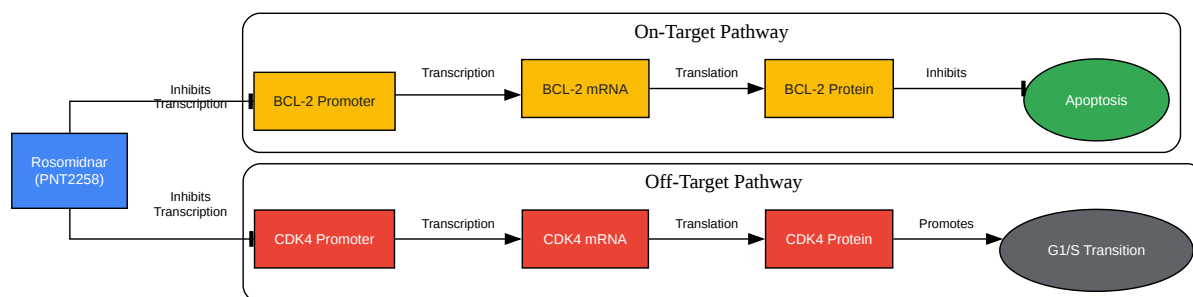 On-Target Pathway
Inhibits
Transcription
BCL-2 Promoter
Transcription
BCL-2 mRNA
Translation
BCL-2 Protein
Inhibits
Apoptosis
Rosomidnar
(PNT2258)
Off-Target Pathway
Inhibits
Transcription
CDK4 Promoter
Transcription
CDK4 mRNA
Translation
CDK4 Protein
Promotes
G1/S Transition